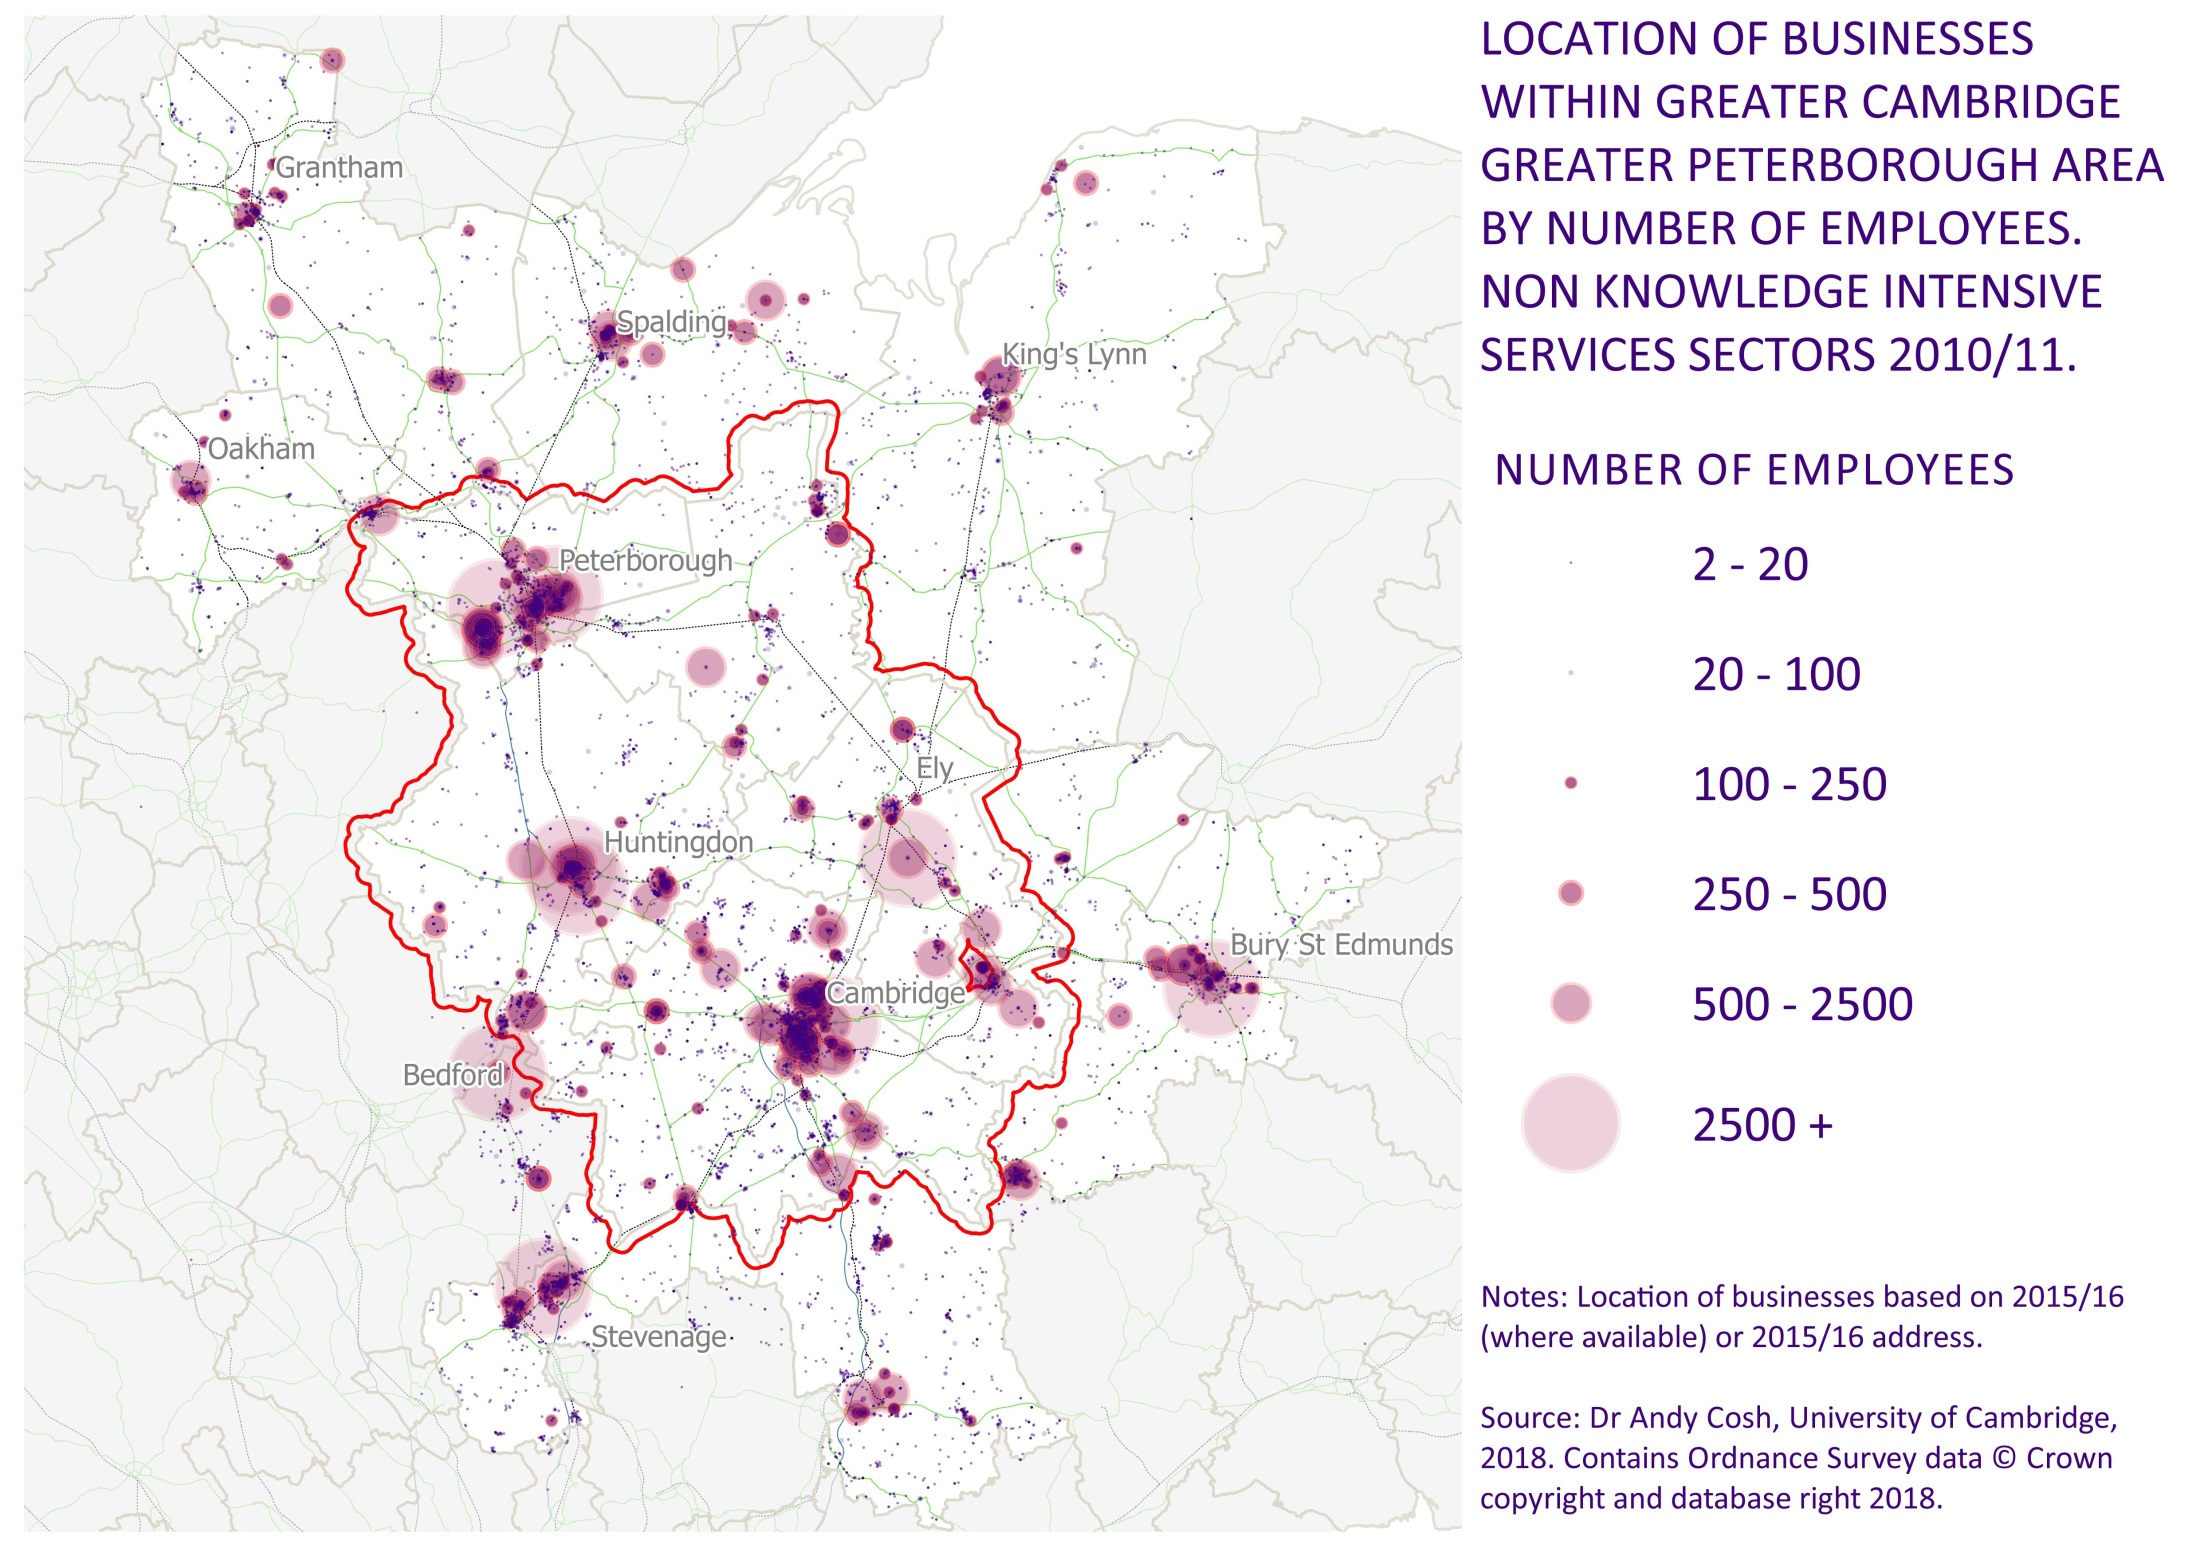 LOCATION OF BUSINESSES
WITHIN GREATER CAMBRIDGE
GREATER PETERBOROUGH AREA
BY NUMBER OF EMPLOYEES.
NON KNOWLEDGE INTENSIVE
SERVICES SECTORS 2010/11.
NUMBER OF EMPLOYEES
2 - 20
20 - 100
100 - 250
250 - 500
500 - 2500
2500 +
Notes: Location of businesses based on 2015/16
(where available) or 2015/16 address.
Source: Dr Andy Cosh, University of Cambridge,
2018. Contains Ordnance Survey data © Crown
copyright and database right 2018.
Grantham
Spalding
King's Lynn
Oakham
Peterborough
Ely
Huntingdon
Bury St Edmunds
Cambridge
Bedford
Stevenage